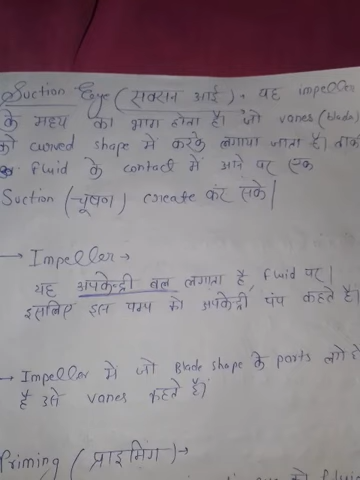 Suction Eye (सक्सन आई) → यह impeller
के मध्य का भाग होता है। जो vanes (blade)
को curved shape में करके लगाया जाता है। ताकि
fluid के contact में आने पर एक
Suction (चूषण) create कर सके।
→ Impeller →
यह अपकेन्द्री बल लगाता है, fluid पर।
इसलिए इस पम्प को अपकेन्द्री पंप कहते है।
→ Impeller में जो Blade shape के parts लगे हो
है उसे vanes कहते है।
Priming (प्राइमिंग) →